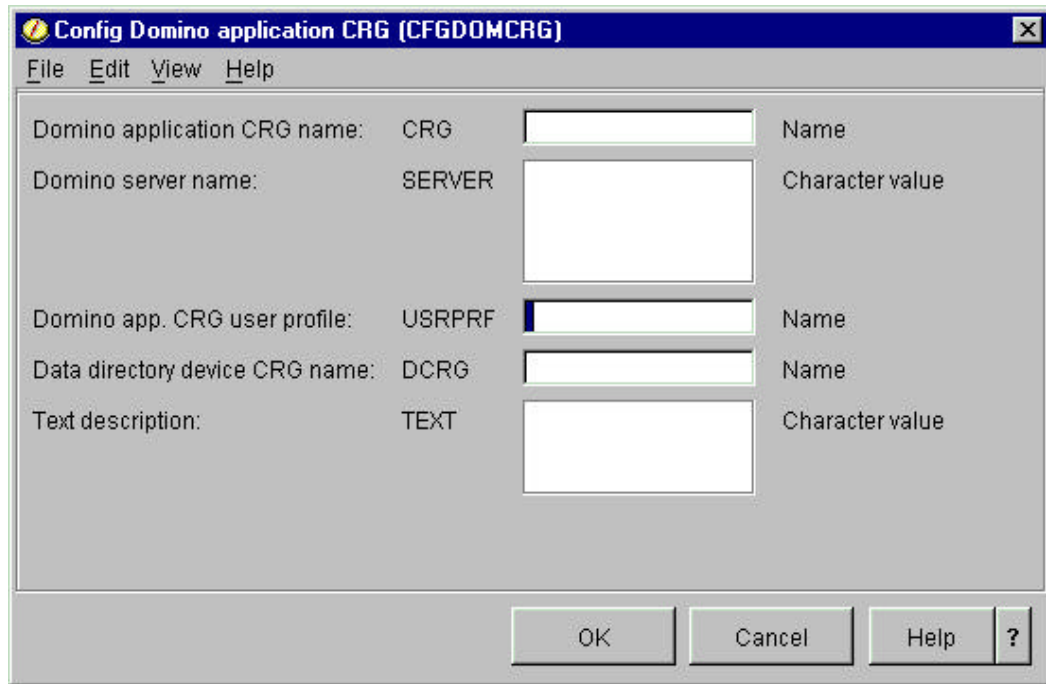 Config Domino application CRG (CFGDOMCRG)
File Edit View Help
Domino application CRG name: CRG Name
Domino server name: SERVER Character value
Domino app. CRG user profile: USRPRF Name
Data directory device CRG name: DCRG Name
Text description: TEXT Character value
OK Cancel Help ?